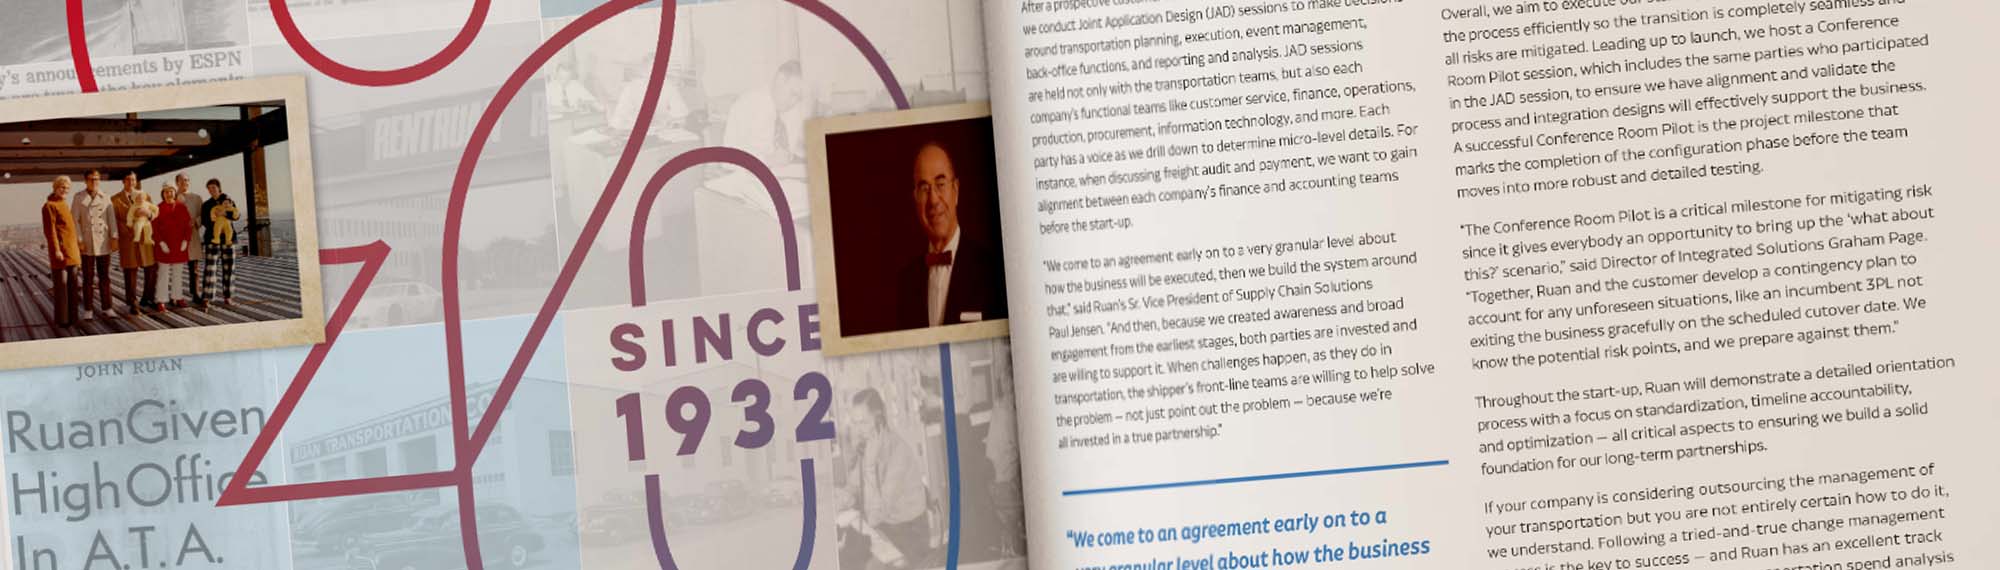 y's announcements by ESPN
RENTRUAN
JOHN RUAN
RuanGiven
High Office
In A.T.A.
RUAN TRANSPORTATION CO
SINCE
1932
After a prospective
we conduct Joint Application Design (JAD) sessions to make decisions
around transportation planning, execution, event management,
back-office functions, and reporting and analysis. JAD sessions
are held not only with the transportation teams, but also each
company's functional teams like customer service, finance, operations,
production, procurement, information technology, and more. Each
party has a voice as we drill down to determine micro-level details. For
instance, when discussing freight audit and payment, we want to gain
alignment between each company's finance and accounting teams
before the start-up.
"We come to an agreement early on to a very granular level about
how the business will be executed, then we build the system around
that," said Ruan's Sr. Vice President of Supply Chain Solutions
Paul Jensen. "And then, because we created awareness and broad
engagement from the earliest stages, both parties are invested and
are willing to support it. When challenges happen, as they do in
transportation, the shipper's front-line teams are willing to help solve
the problem — not just point out the problem — because we're
all invested in a true partnership."
"We come to an agreement early on to a
very granular level about how the business
Overall, we aim to execute our
the process efficiently so the transition is completely seamless and
all risks are mitigated. Leading up to launch, we host a Conference
Room Pilot session, which includes the same parties who participated
in the JAD session, to ensure we have alignment and validate the
process and integration designs will effectively support the business.
A successful Conference Room Pilot is the project milestone that
marks the completion of the configuration phase before the team
moves into more robust and detailed testing.
"The Conference Room Pilot is a critical milestone for mitigating risk
since it gives everybody an opportunity to bring up the 'what about
this?' scenario," said Director of Integrated Solutions Graham Page.
"Together, Ruan and the customer develop a contingency plan to
account for any unforeseen situations, like an incumbent 3PL not
exiting the business gracefully on the scheduled cutover date. We
know the potential risk points, and we prepare against them."
Throughout the start-up, Ruan will demonstrate a detailed orientation
process with a focus on standardization, timeline accountability,
and optimization — all critical aspects to ensuring we build a solid
foundation for our long-term partnerships.
If your company is considering outsourcing the management of
your transportation but you are not entirely certain how to do it,
we understand. Following a tried-and-true change management
is the key to success — and Ruan has an excellent track
spend analysis